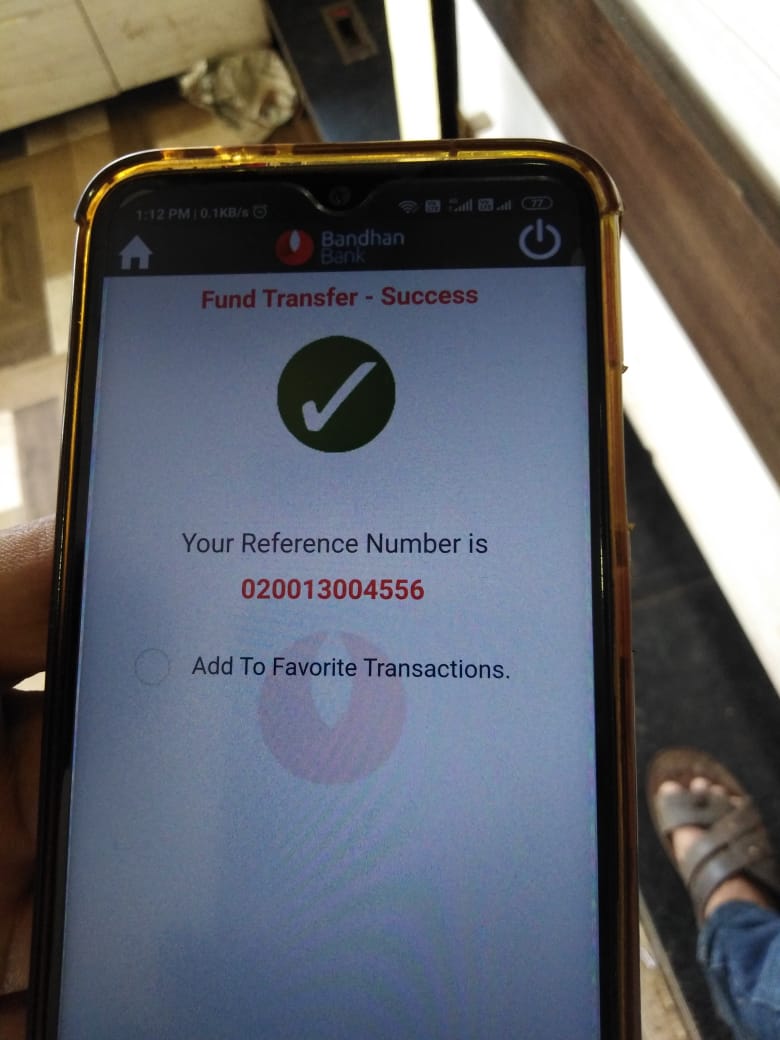 1:12 PM | 0.1KB/s
77
Bandhan
Bank
Fund Transfer - Success
Your Reference Number is
020013004556
Add To Favorite Transactions.